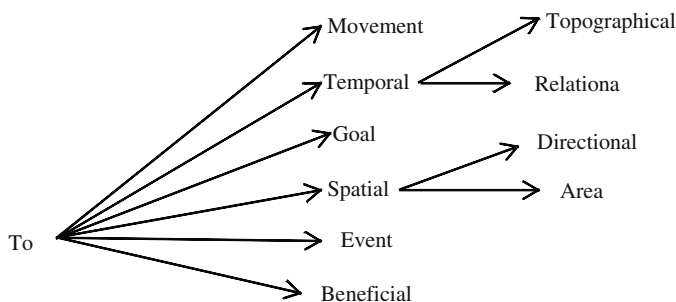 Movement
Topographical
Temporal
Relationa
Goal
Directional
Spatial
Area
To
Event
Beneficial